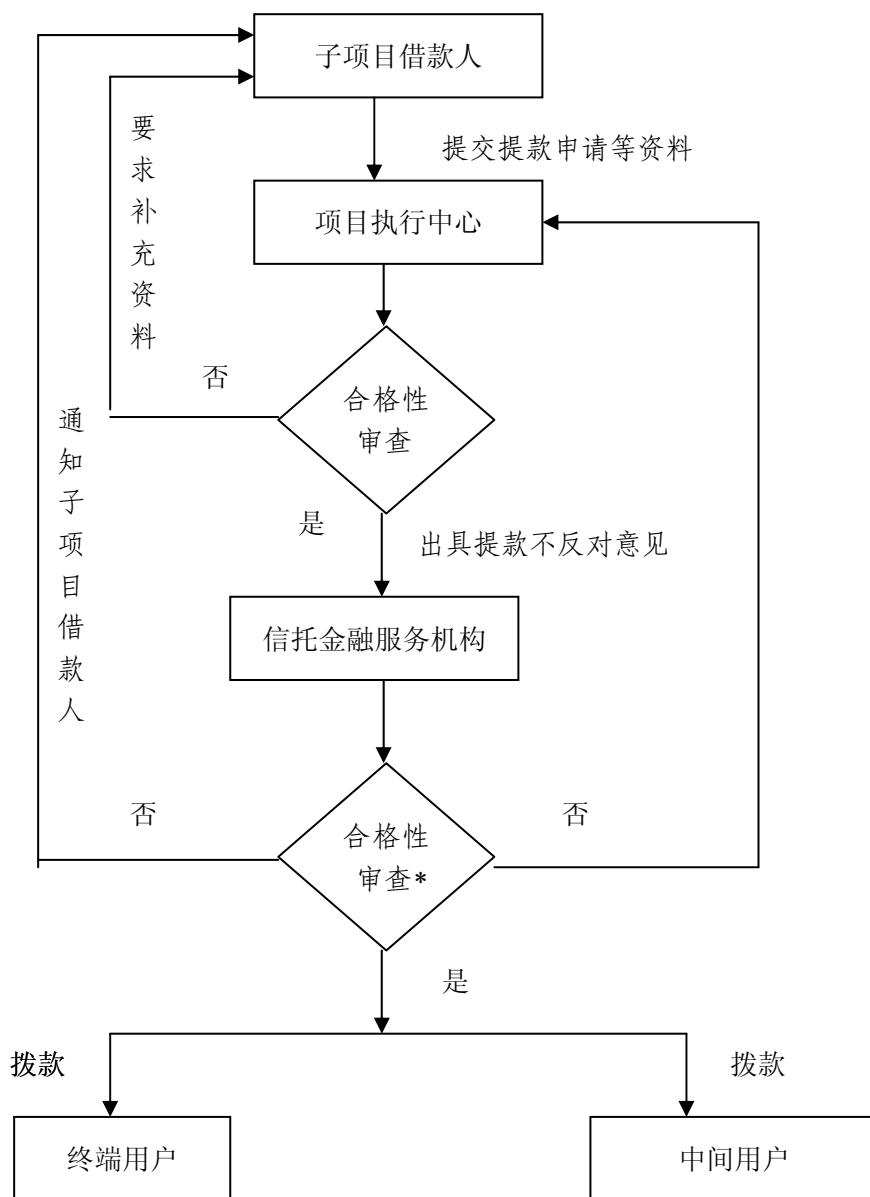 子项目借款人
提交提款申请等资料
要求补充资料
项目执行中心
否
合格性
审查
通知子项目借款人
是
出具提款不反对意见
信托金融服务机构
否
合格性
审查*
否
是
拨款
拨款
终端用户
中间用户